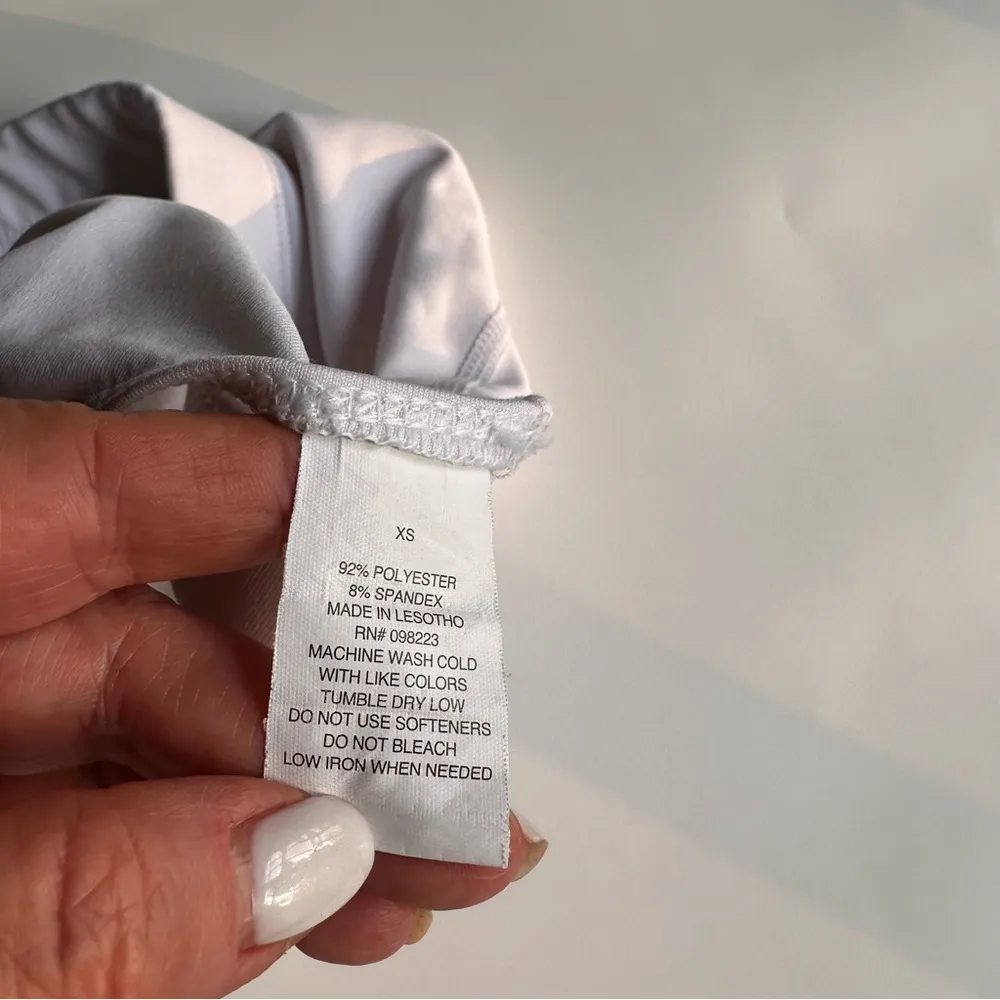 XS
92% POLYESTER
8% SPANDEX
MADE IN LESOTHO
RN# 098223
MACHINE WASH COLD
WITH LIKE COLORS
TUMBLE DRY LOW
DO NOT USE SOFTENERS
DO NOT BLEACH
LOW IRON WHEN NEEDED